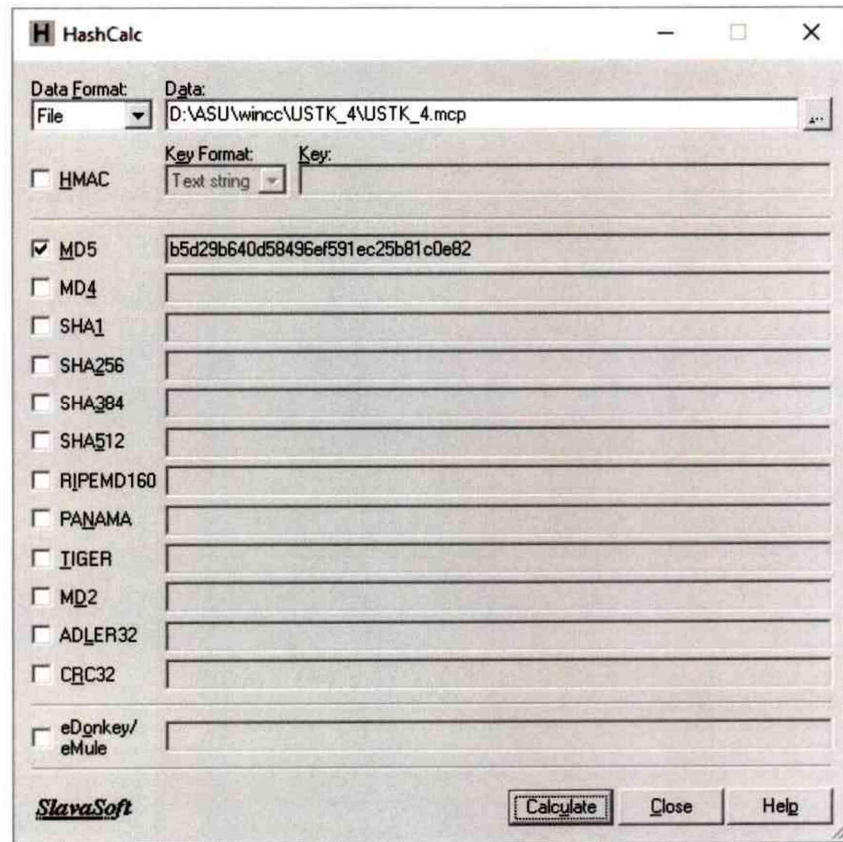 H HashCalc
Data Format: Data:
File D:\ASU\wincc\USTK_4\USTK_4.mcp ...
Key Format: Key:
HMAC Text string
MD5 b5d29b640d58496ef591ec25b81c0e82
MD4
SHA1
SHA256
SHA384
SHA512
RIPEMD160
PANAMA
TIGER
MD2
ADLER32
CRC32
eDonkey/
eMule
SlavaSoft Calculate Close Help